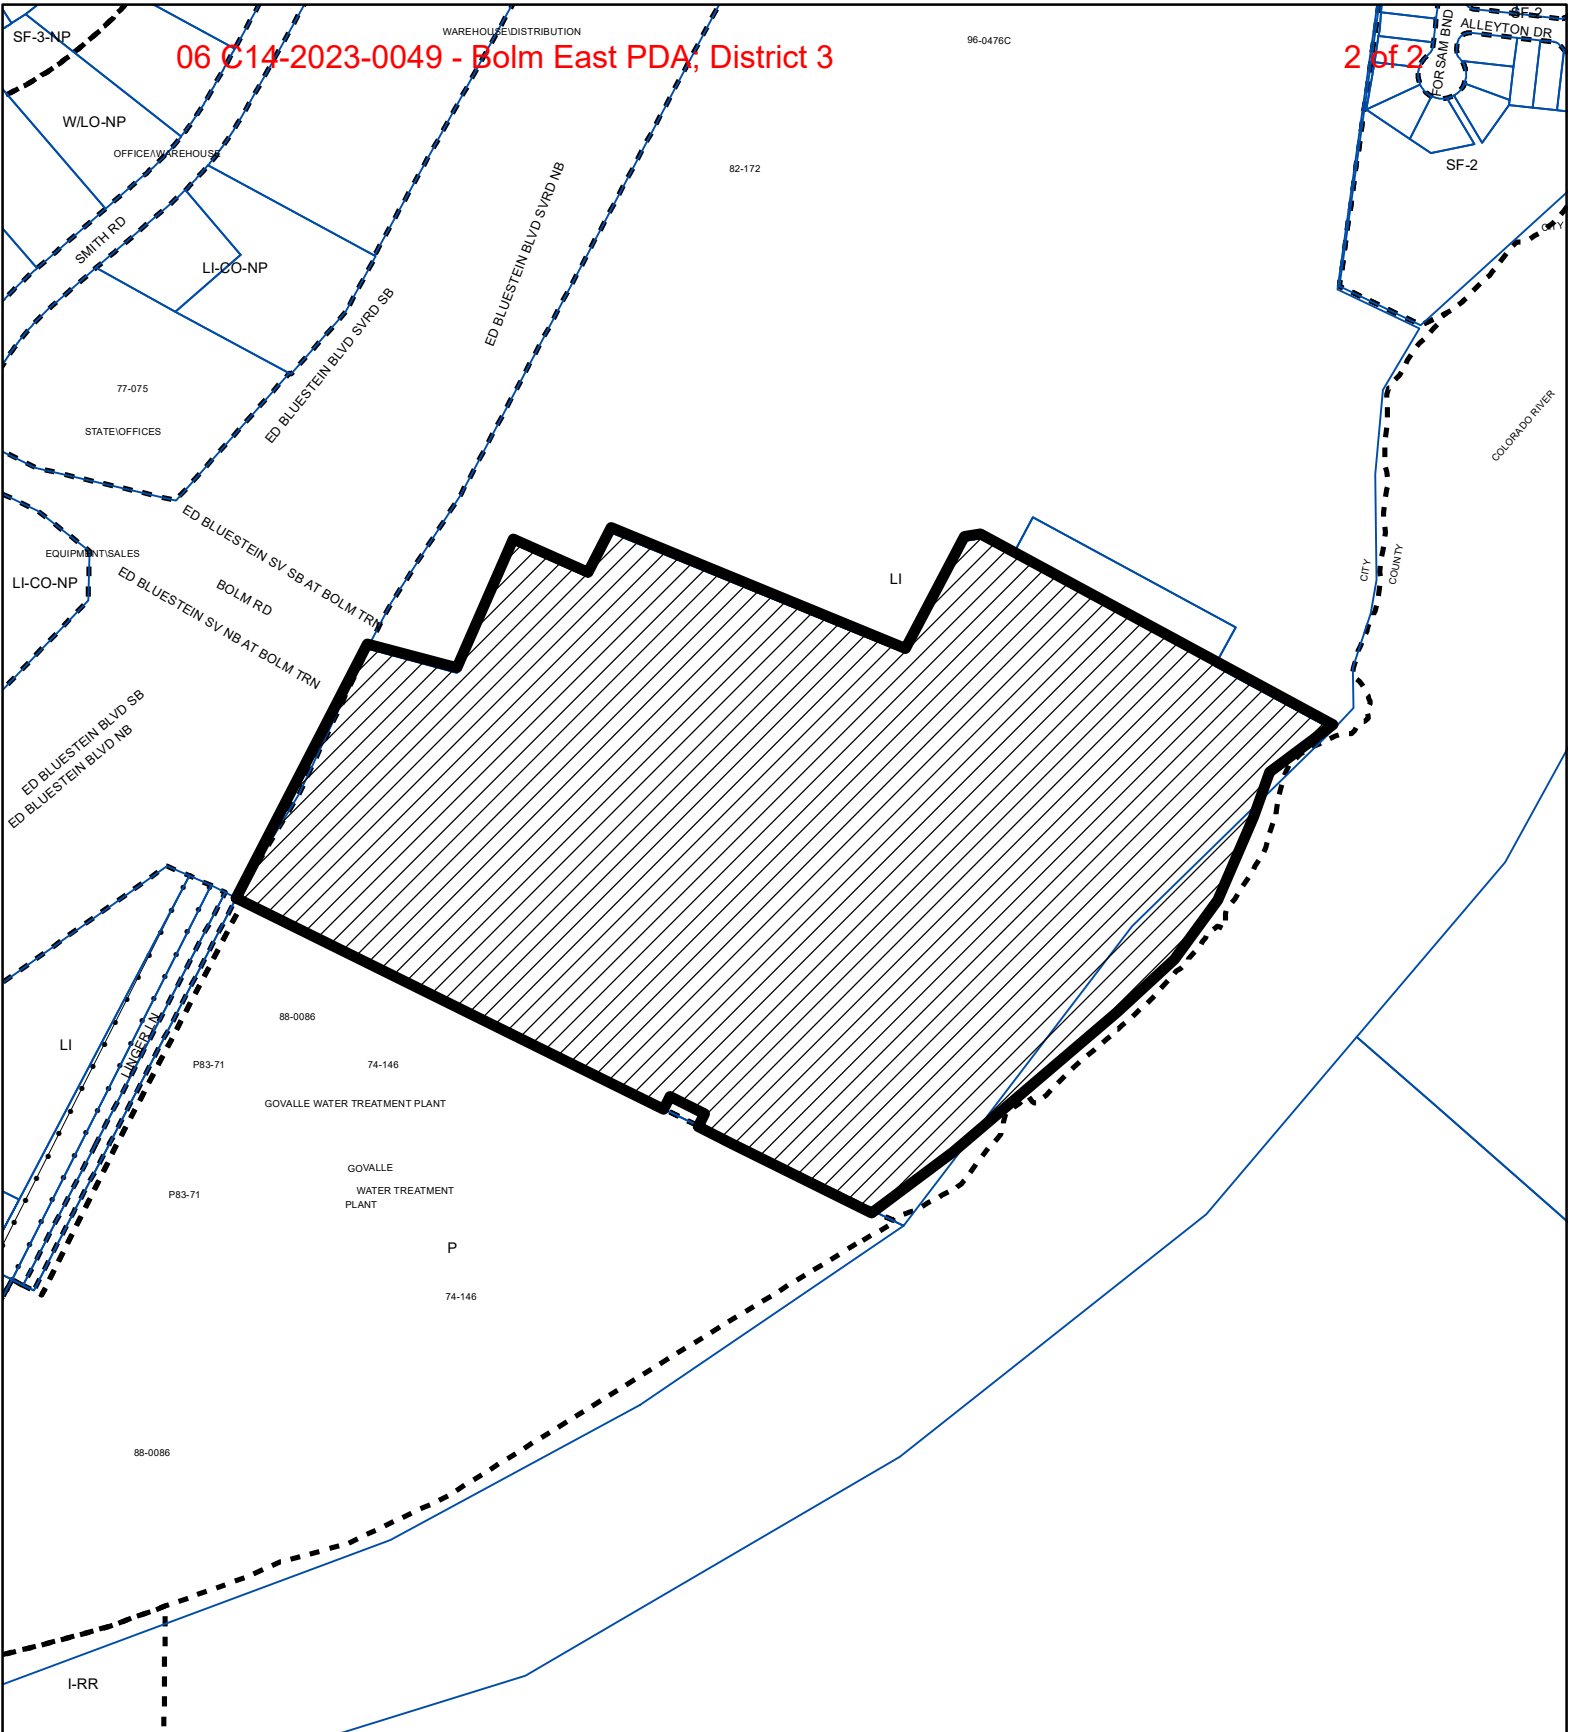 SF-3-NP
WAREHOUSE\DISTRIBUTION
96-0476C
SF-2
ALLEYTON DR
06 C14-2023-0049 - Bolm East PDA; District 3
2 of 2
FOR SAM BND
W/LO-NP
OFFICE/WAREHOUSE
82-172
SF-2
SMITH RD
CITY
LI-CO-NP
ED BLUESTEIN BLVD SVRD NB
ED BLUESTEIN BLVD SVRD SB
77-075
STATE\OFFICES
COLORADO RIVER
ED BLUESTEIN SV SB AT BOLM TRN
EQUIPMENT\SALES
LI-CO-NP
BOLM RD
ED BLUESTEIN SV NB AT BOLM TRN
LI
CITY
COUNTY
ED BLUESTEIN BLVD SB
ED BLUESTEIN BLVD NB
88-0086
LI
LINGER LN
P83-71
74-146
GOVALLE WATER TREATMENT PLANT
GOVALLE
WATER TREATMENT
PLANT
P83-71
P
74-146
88-0086
I-RR